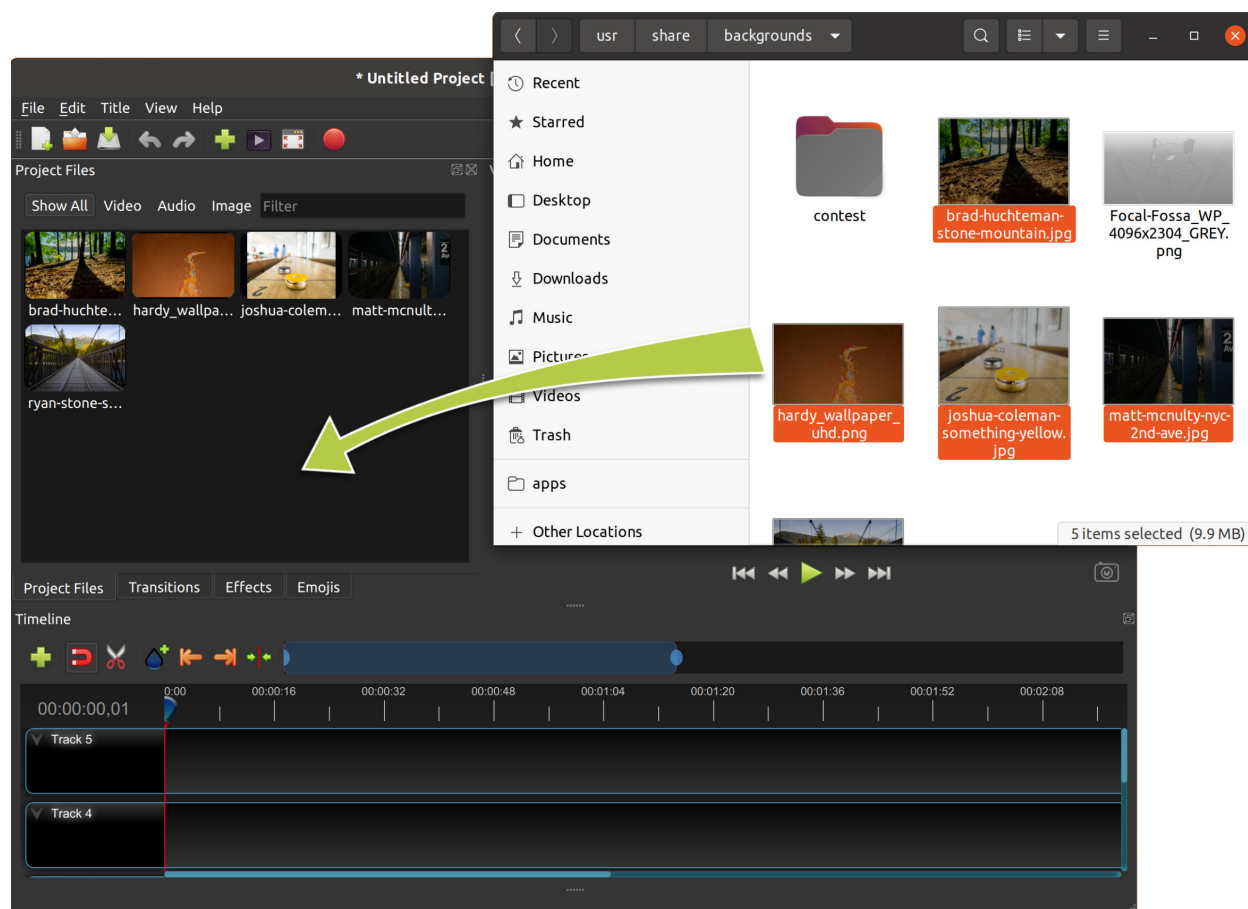 usr share backgrounds
* Untitled Project [
File Edit Title View Help
Project Files
Show All Video Audio Image Filter
brad-huchte... hardy_wallpa... joshua-colem... matt-mcnult...
ryan-stone-s...
Recent
Starred
Home
Desktop
Documents
Downloads
Music
Pictures
Videos
Trash
apps
Other Locations
contest
brad-huchteman-
stone-mountain.jpg
Focal-Fossa_WP_
4096x2304_GREY.
png
hardy_wallpaper_
uhd.png
joshua-coleman-
something-yellow.
jpg
matt-mcnulty-nyc-
2nd-ave.jpg
5 items selected (9.9 MB)
Project Files Transitions Effects Emojis
Timeline
0:00 00:00:16 00:00:32 00:00:48 00:01:04 00:01:20 00:01:36 00:01:52 00:02:08
00:00:00,01
Track 5
Track 4